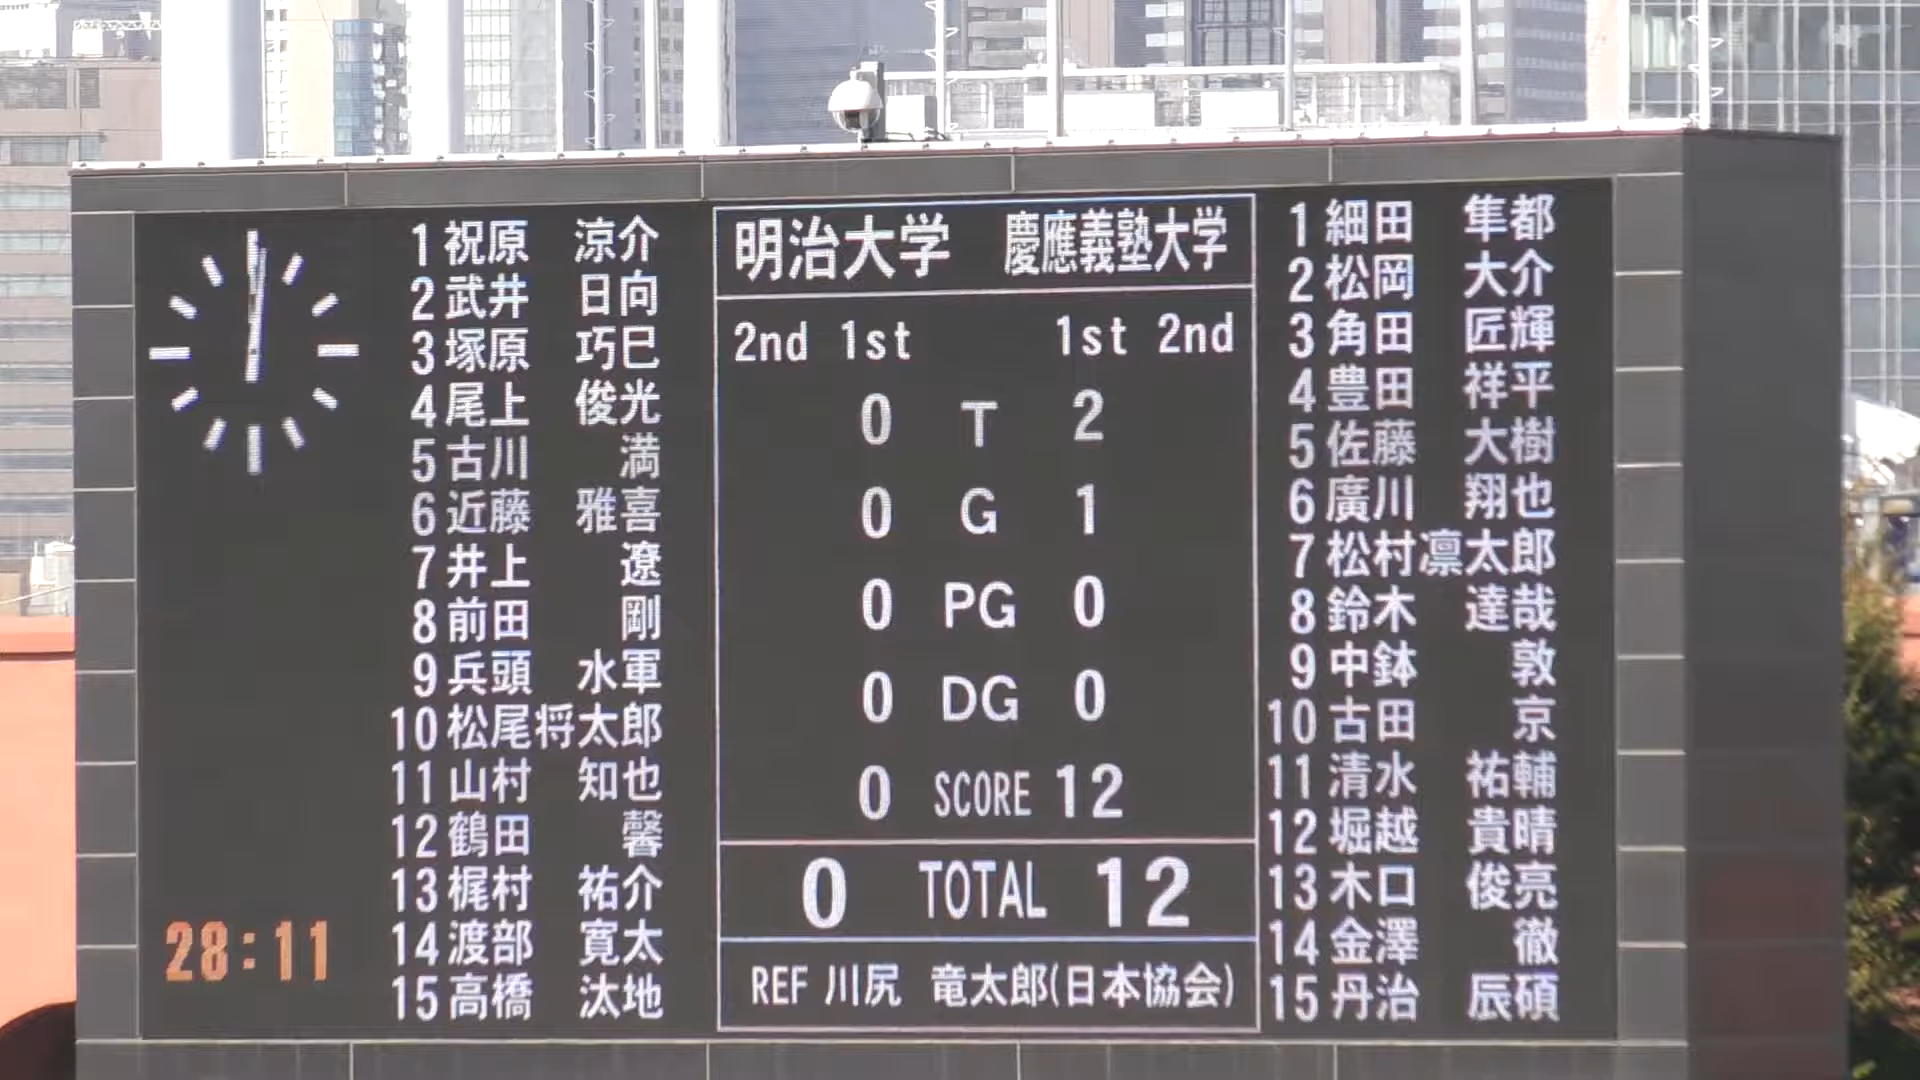 1 祝原 涼介
2 武井 日向
3 塚原 巧巳
4 尾上 俊光
5 古川 満
6 近藤 雅喜
7 井上 遼
8 前田 剛
9 兵頭 水軍
10 松尾将太郎
11 山村 知也
12 鶴田 馨
13 梶村 祐介
14 渡部 寛太
15 高橋 汰地
28:11
明治大学 慶應義塾大学
2nd 1st 1st 2nd
0 T 2
0 G 1
0 PG 0
0 DG 0
0 SCORE 12
0 TOTAL 12
REF 川尻 竜太郎(日本協会)
1 細田 隼都
2 松岡 大介
3 角田 匠輝
4 豊田 祥平
5 佐藤 大樹
6 廣川 翔也
7 松村凛太郎
8 鈴木 達哉
9 中鉢 敦
10 古田 京
11 清水 祐輔
12 堀越 貴晴
13 木口 俊亮
14 金澤 徹
15 丹治 辰碩